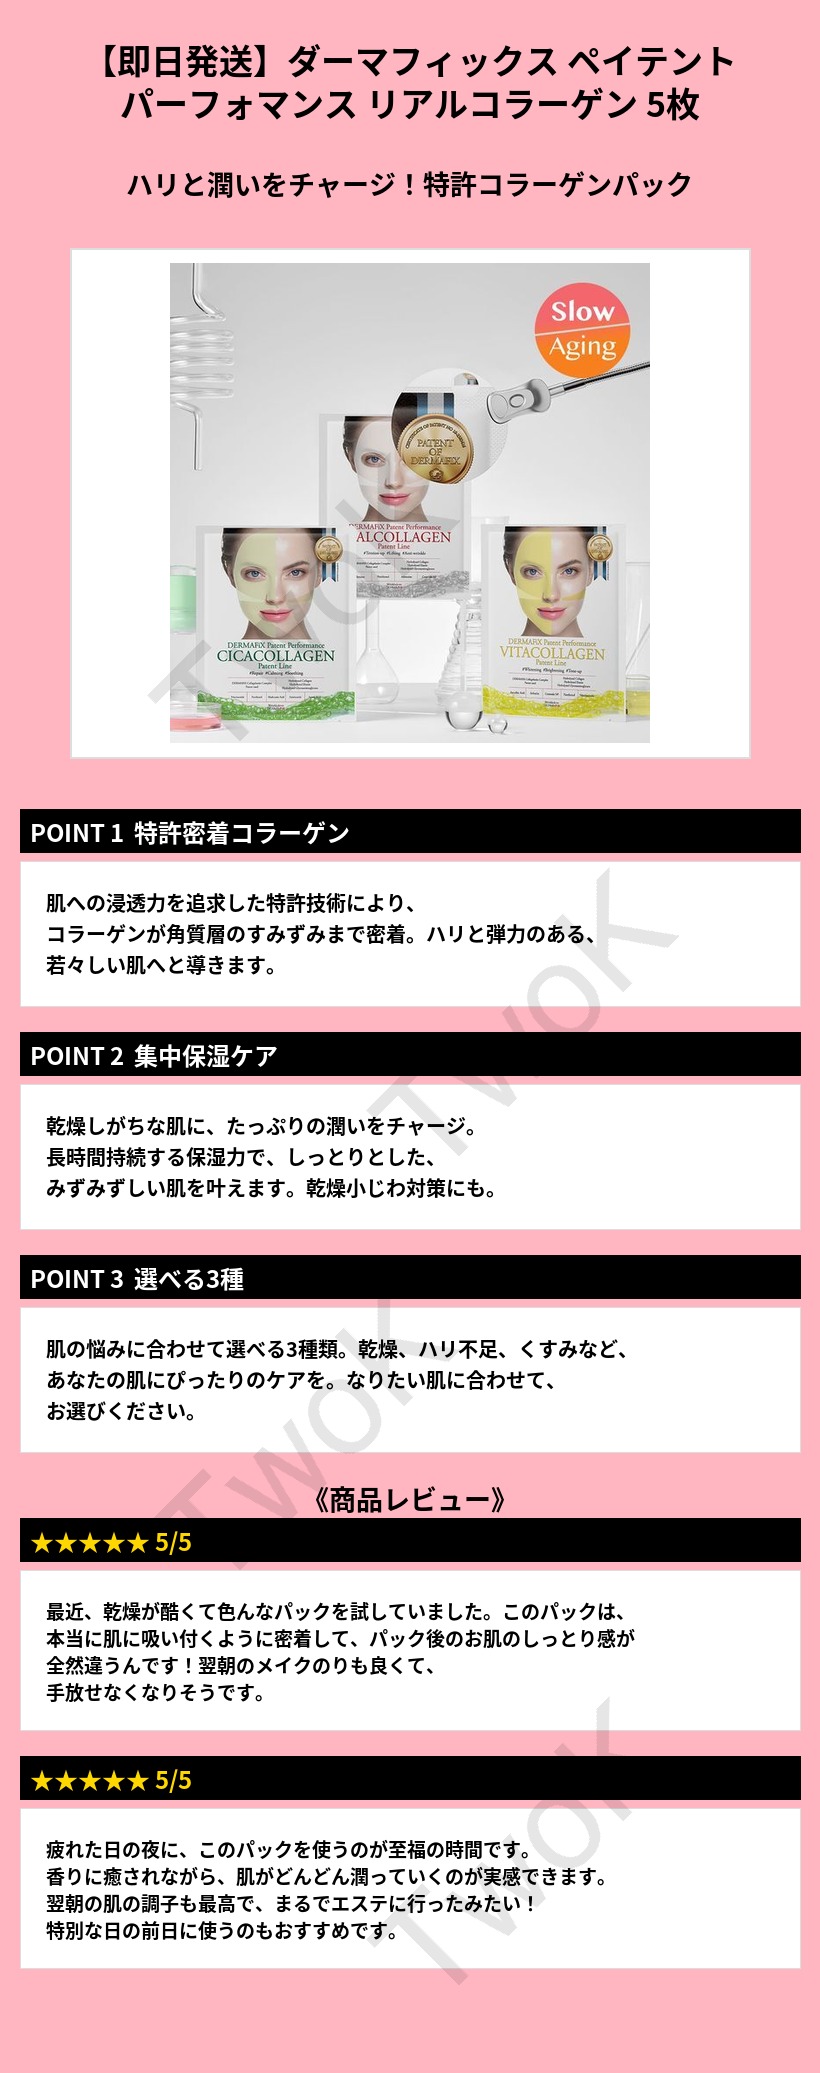 【即日発送】ダーマフィックス ペイテント
パーフォマンス リアルコラーゲン 5枚
ハリと潤いをチャージ！特許コラーゲンパック
Slow
Aging
PATENT
OF
DERMAFIX
DERMAFIX Patent Performance
ALCOLLAGEN
Patent Line
DERMAFIX Patent Performance
CICACOLLAGEN
Patent Line
#Repair #Calming #Soothing
DERMAFIX Patent Performance
VITACOLLAGEN
Patent Line
#Whitening #Brightening #Tone-up
TwoK
POINT 1 特許密着コラーゲン
肌への浸透力を追求した特許技術により、
コラーゲンが角質層のすみずみまで密着。ハリと弾力のある、
若々しい肌へと導きます。
TwoK
POINT 2 集中保湿ケア
乾燥しがちな肌に、たっぷりの潤いをチャージ。
長時間持続する保湿力で、しっとりとした、
みずみずしい肌を叶えます。乾燥小じわ対策にも。
POINT 3 選べる3種
肌の悩みに合わせて選べる3種類。乾燥、ハリ不足、くすみなど、
あなたの肌にぴったりのケアを。なりたい肌に合わせて、
お選びください。
TwoK
《商品レビュー》
★★★★★ 5/5
最近、乾燥が酷くて色んなパックを試していました。このパックは、
本当に肌に吸い付くように密着して、パック後のお肌のしっとり感が
全然違うんです！翌朝のメイクのりも良くて、
手放せなくなりそうです。
★★★★★ 5/5
疲れた日の夜に、このパックを使うのが至福の時間です。
香りに癒されながら、肌がどんどん潤っていくのが実感できます。
翌朝の肌の調子も最高で、まるでエステに行ったみたい！
特別な日の前日に使うのもおすすめです。
TwoK